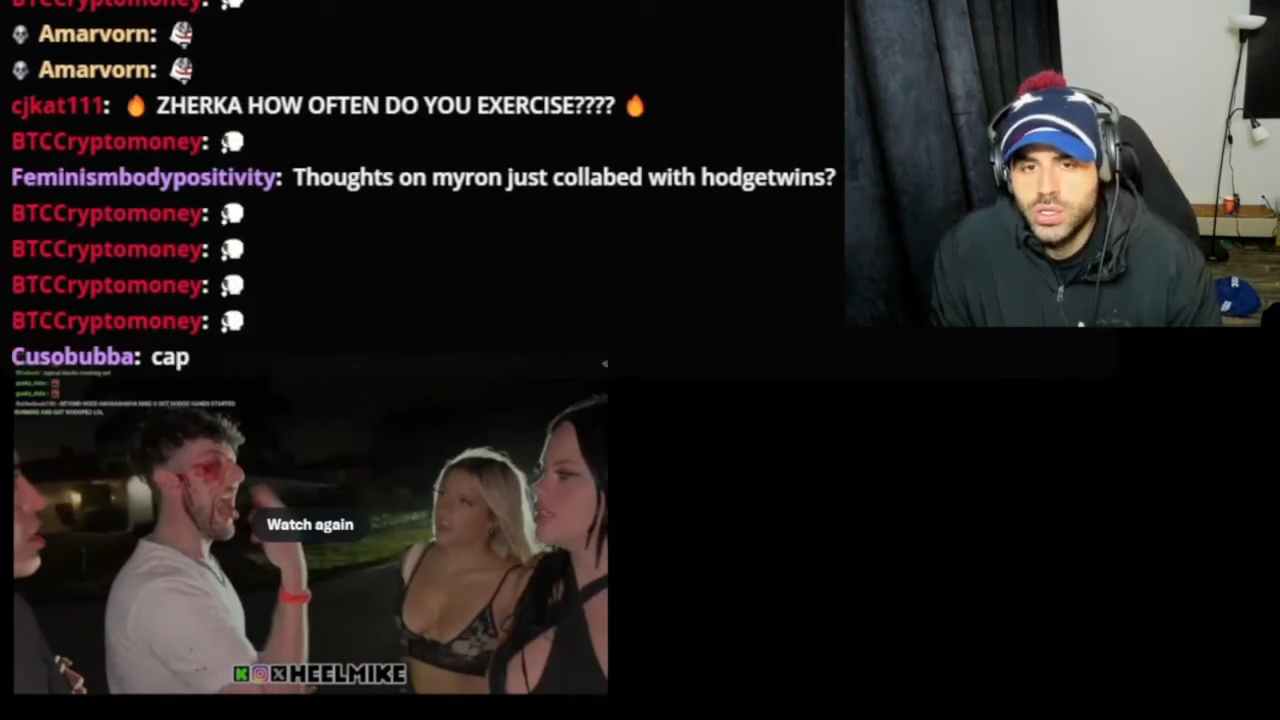 BTCCryptomoney:
Amarvorn:
Amarvorn:
cjkat111: 🔥 ZHERKA HOW OFTEN DO YOU EXERCISE???? 🔥
BTCCryptomoney:
Feminismbodypositivity: Thoughts on myron just collabed with hodgetwins?
BTCCryptomoney:
BTCCryptomoney:
BTCCryptomoney:
BTCCryptomoney:
Cusobubba: cap
Watch again
HEELMIKE